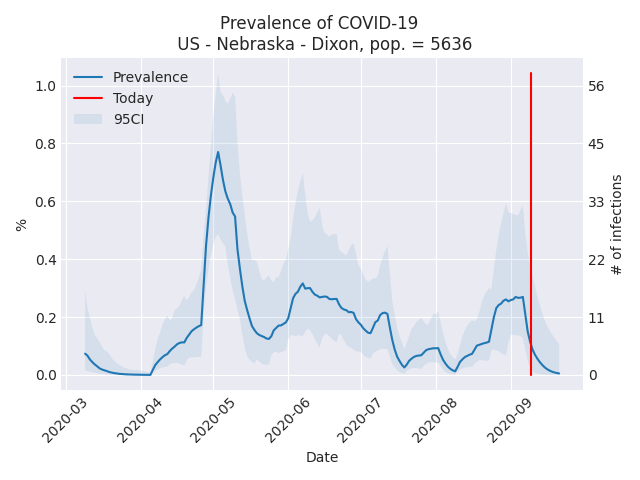 Prevalence of COVID-19
US - Nebraska - Dixon, pop. = 5636
Prevalence
Today
95CI
1.0
0.8
0.6
0.4
0.2
0.0
%
56
45
33
22
11
0
# of infections
2020-03
2020-04
2020-05
2020-06
2020-07
2020-08
2020-09
Date